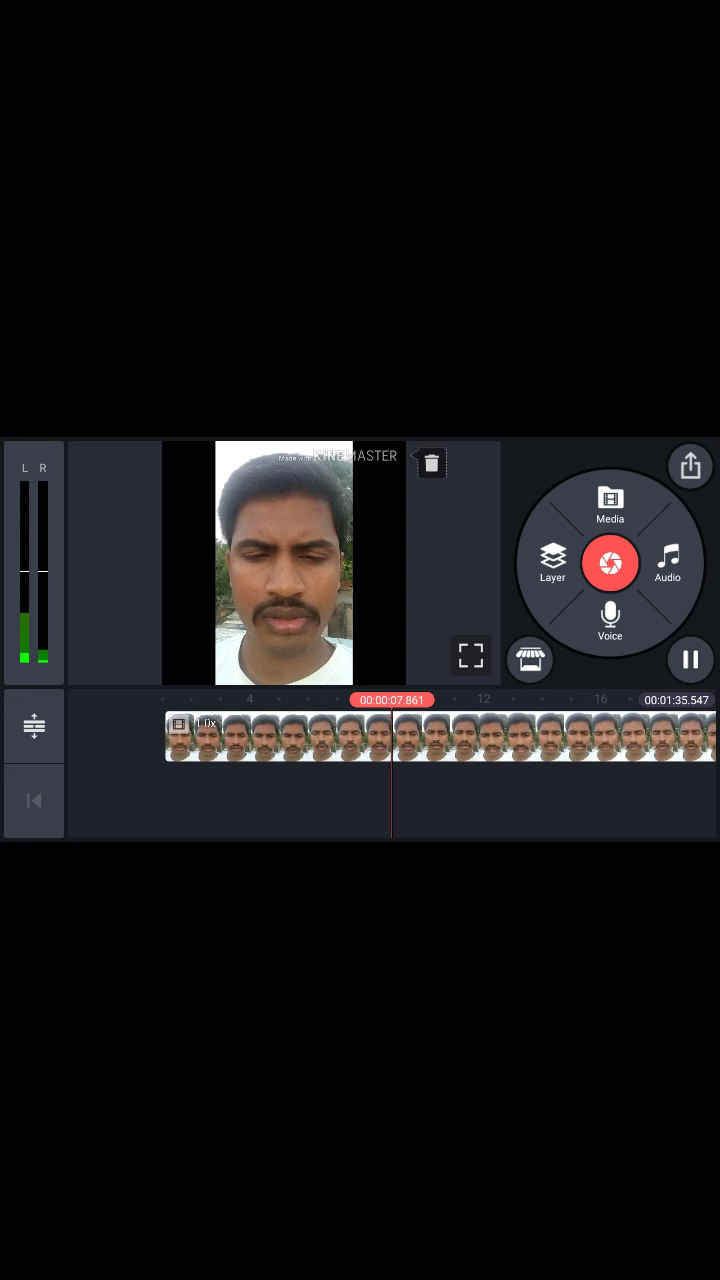 L R
Made with KINEMASTER
Media
Layer
Audio
Voice
4
00:00:07.861
12
16
00:01:35.547
1.0x